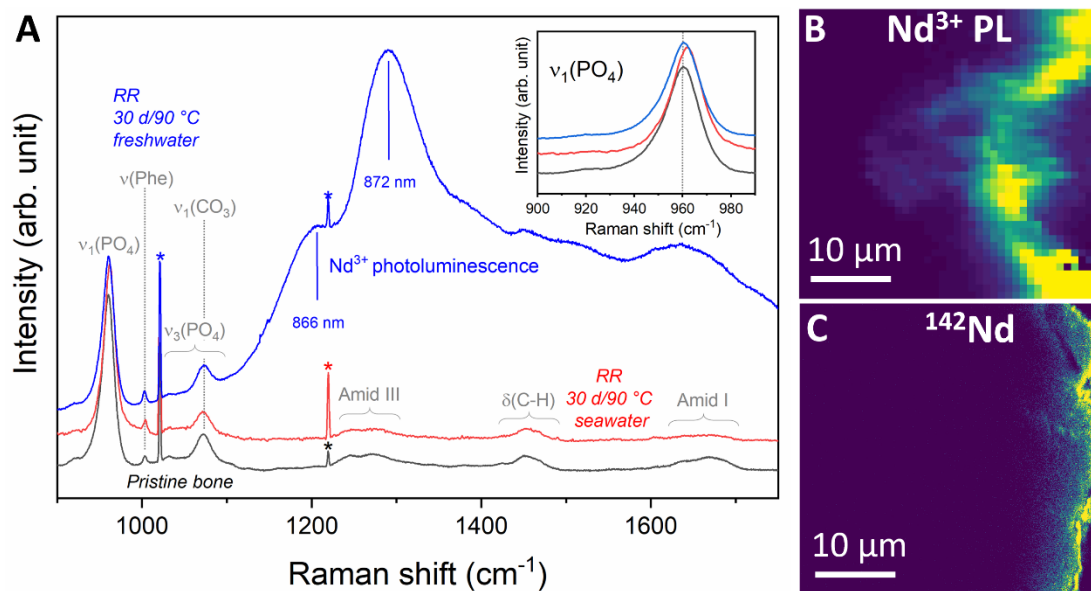 A
Intensity (arb. unit)
RR
30 d/90 °C
freshwater
ν(Phe)
ν₁(CO₃)
ν₁(PO₄)
*
ν₃(PO₄)
*
872 nm
Nd³⁺ photoluminescence
866 nm
*
Amid III
δ(C-H)
RR
30 d/90 °C
seawater
Amid I
*
Pristine bone
1000 1200 1400 1600
Raman shift (cm⁻¹)
Intensity (arb. unit)
ν₁(PO₄)
900 920 940 960 980
Raman shift (cm⁻¹)
B
Nd³⁺ PL
10 µm
C
¹⁴²Nd
10 µm